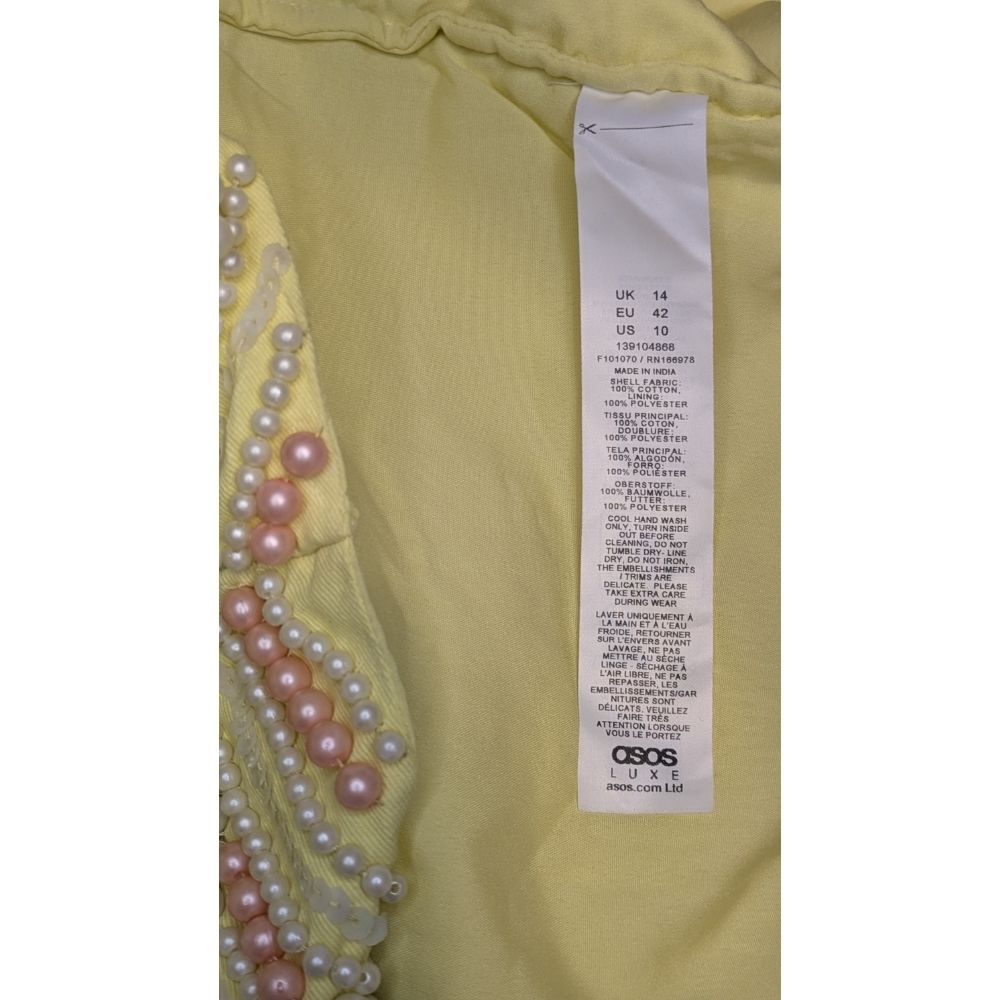 UK 14
EU 42
US 10
139104868
F101070 / RN166978
MADE IN INDIA
SHELL FABRIC:
100% COTTON,
LINING:
100% POLYESTER
TISSU PRINCIPAL:
100% COTON,
DOUBLURE:
100% POLYESTER
TELA PRINCIPAL:
100% ALGODÓN,
FORRO:
100% POLIÉSTER
OBERSTOFF:
100% BAUMWOLLE,
FUTTER:
100% POLYESTER
COOL HAND WASH
ONLY, TURN INSIDE
OUT BEFORE
CLEANING, DO NOT
TUMBLE DRY- LINE
DRY, DO NOT IRON,
THE EMBELLISHMENTS
/ TRIMS ARE
DELICATE. PLEASE
TAKE EXTRA CARE
DURING WEAR
LAVER UNIQUEMENT À
LA MAIN ET À L'EAU
FROIDE, RETOURNER
SUR L'ENVERS AVANT
LAVAGE, NE PAS
METTRE AU SÈCHE
LINGE - SÉCHAGE À
L'AIR LIBRE, NE PAS
REPASSER, LES
EMBELLISSEMENTS/GAR
NITURES SONT
DÉLICATS. VEUILLEZ
FAIRE TRÈS
ATTENTION LORSQUE
VOUS LE PORTEZ
asos
LUXE
asos.com Ltd